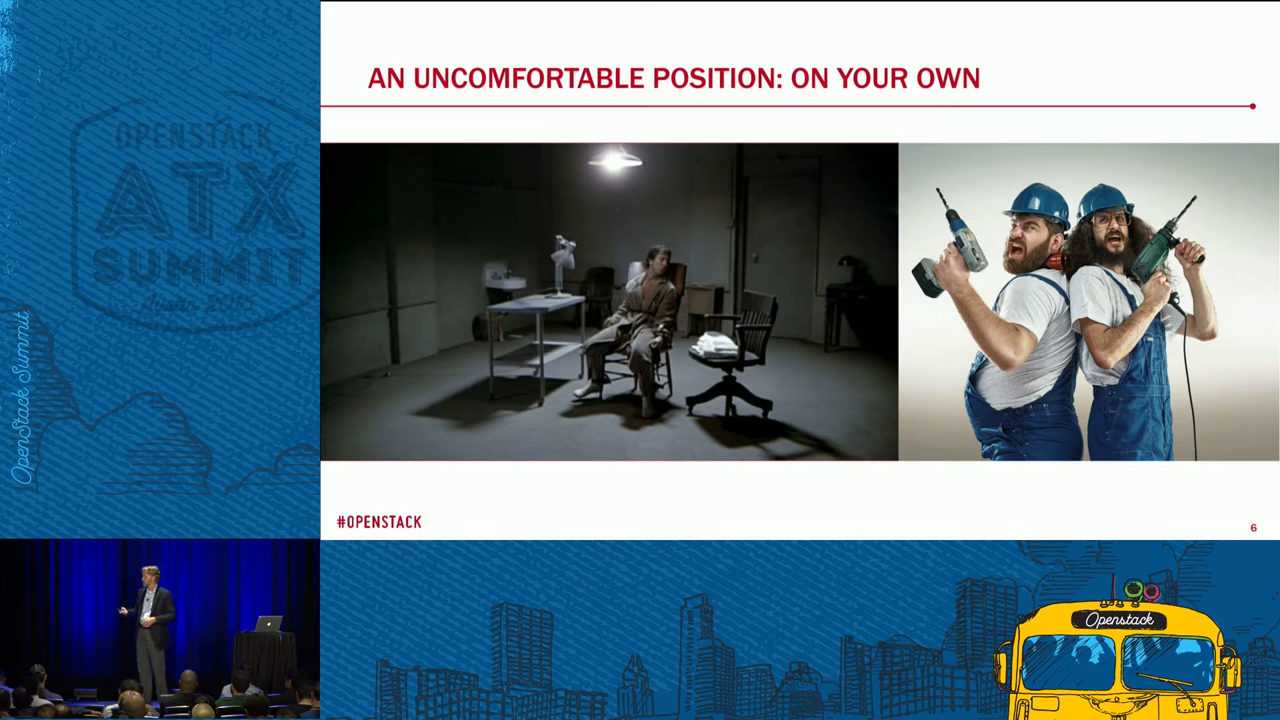 AN UNCOMFORTABLE POSITION: ON YOUR OWN
OPENSTACK
ATX
SUMMIT
OpenStack Summit
#OPENSTACK
6
Openstack